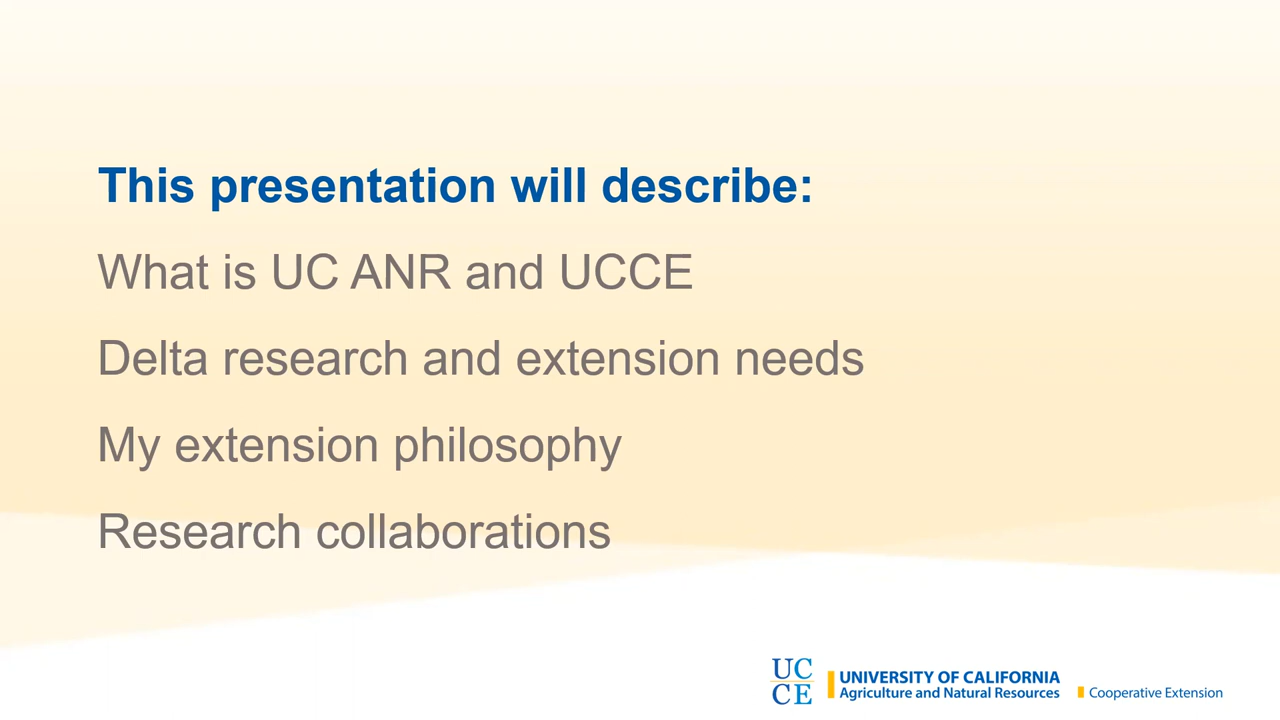 This presentation will describe:
What is UC ANR and UCCE
Delta research and extension needs
My extension philosophy
Research collaborations
UC
CE
UNIVERSITY OF CALIFORNIA
Agriculture and Natural Resources
Cooperative Extension